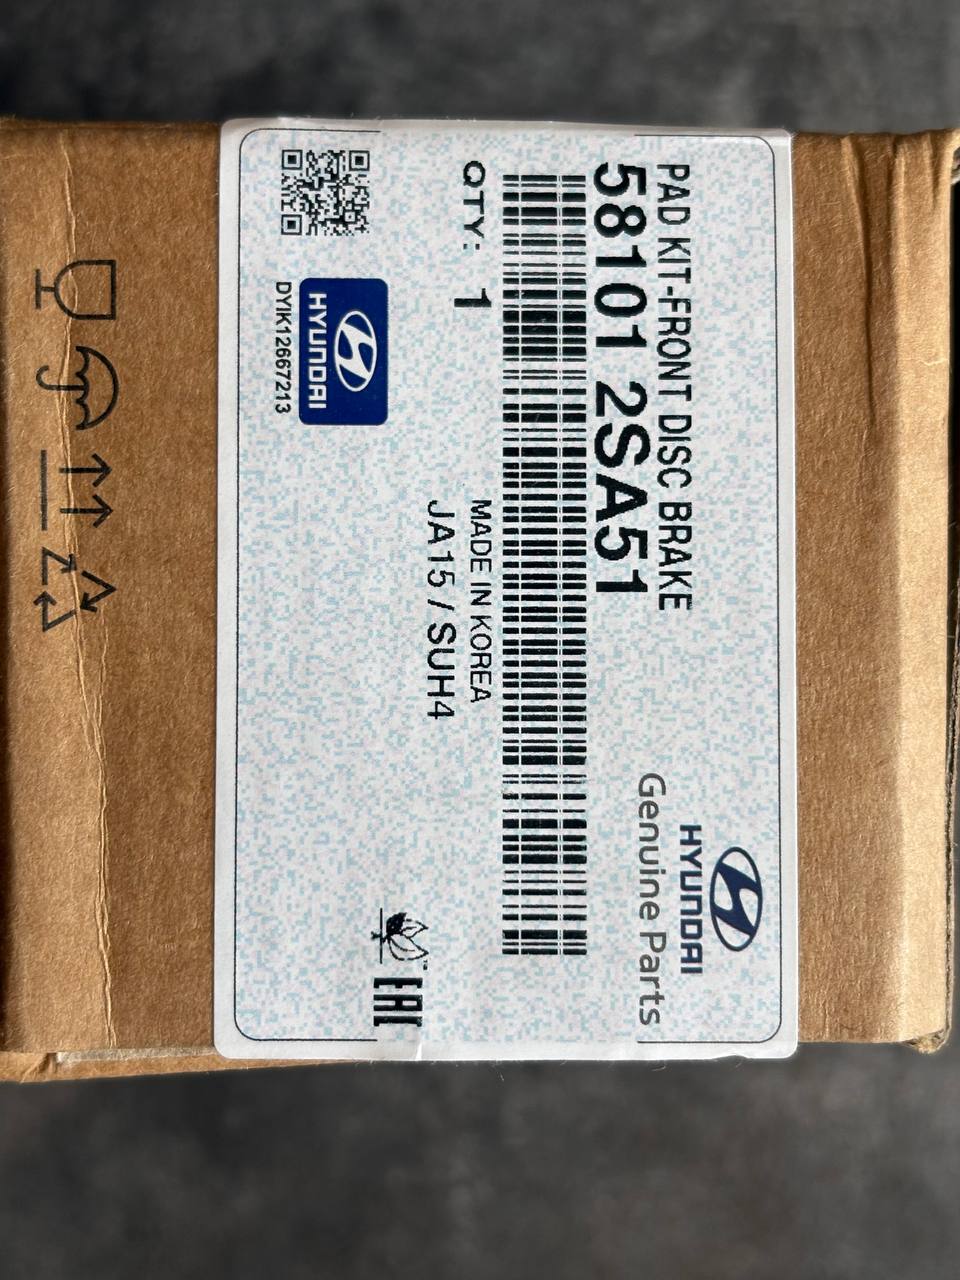 PAD KIT-FRONT DISC BRAKE
58101 2SA51
HYUNDAI
Genuine Parts
QTY: 1
MADE IN KOREA
JA15 / SUH4
HYUNDAI
DYIK12667213
TM
EAC